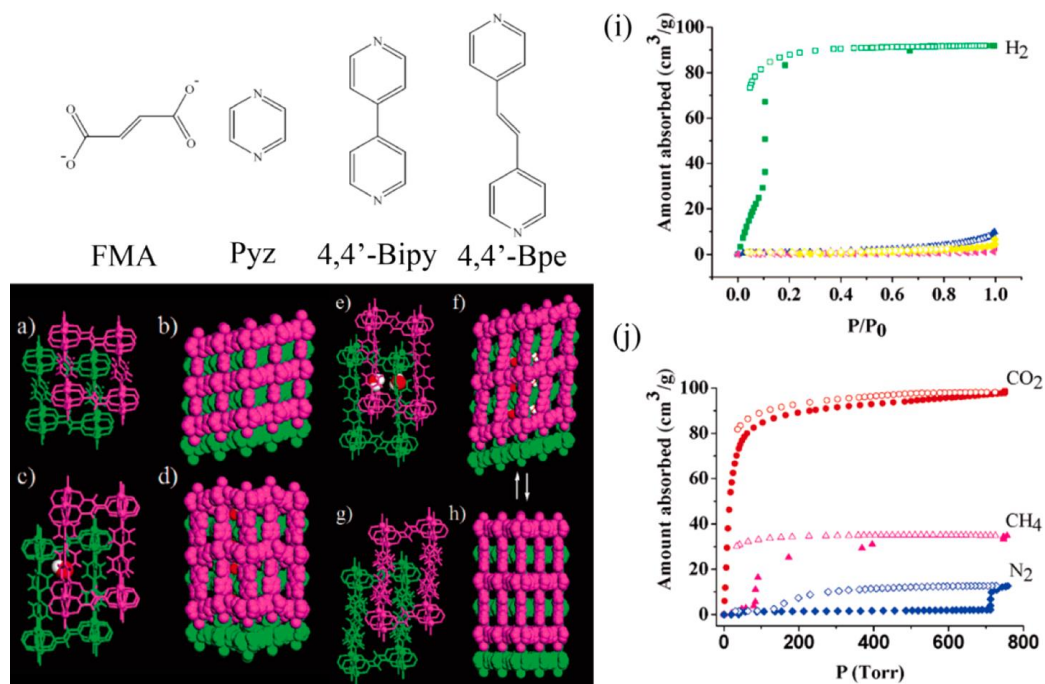 N
N
N
O
O⁻
O
⁻O
N
N
N
N
FMA
Pyz
4,4’-Bipy
4,4’-Bpe
a)
b)
c)
d)
e)
f)
g)
h)
(i)
Amount absorbed (cm³/g)
100
80
60
40
20
0
H₂
0.0 0.2 0.4 0.6 0.8 1.0
P/P₀
(j)
Amount absorbed (cm³/g)
100
80
60
40
20
0
CO₂
CH₄
N₂
0 200 400 600 800
P (Torr)